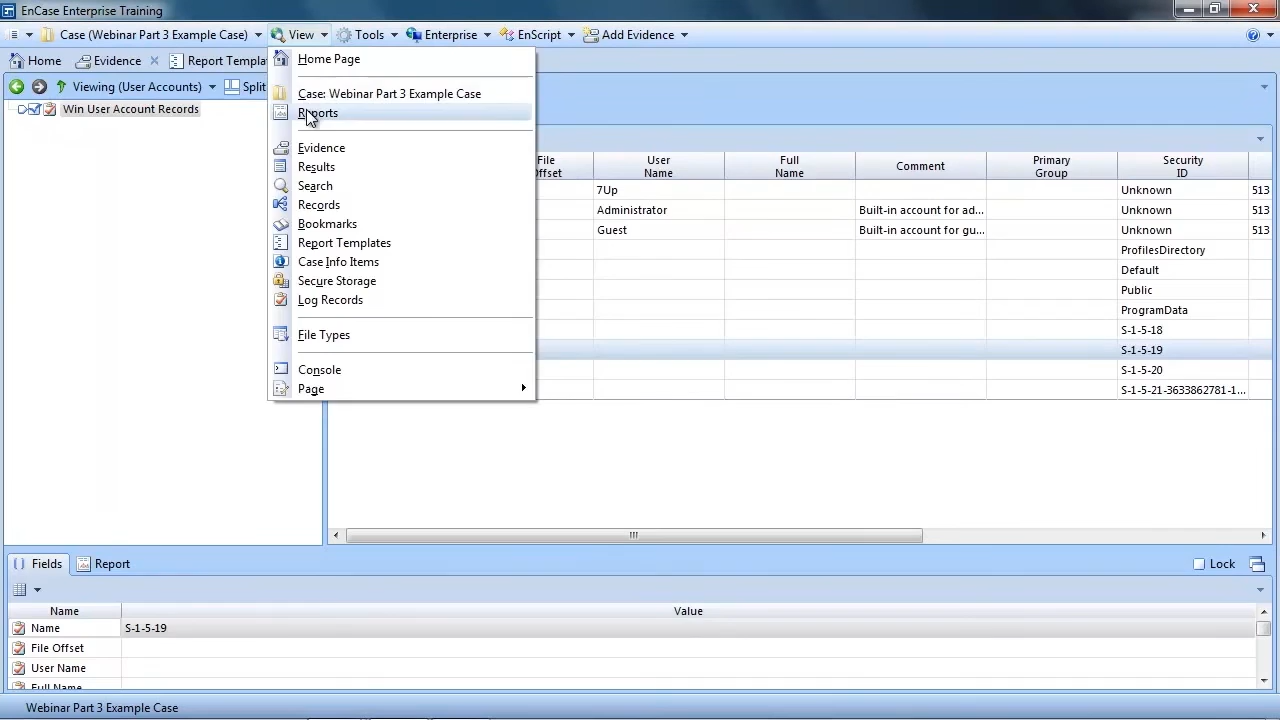 EnCase Enterprise Training
Case (Webinar Part 3 Example Case) View Tools Enterprise EnScript Add Evidence
Home Evidence Report Templa
Viewing (User Accounts) Split
Win User Account Records
Home Page
Case: Webinar Part 3 Example Case
Reports
Evidence
Results
Search
Records
Bookmarks
Report Templates
Case Info Items
Secure Storage
Log Records
File Types
Console
Page
File Offset User Name Full Name Comment Primary Group Security ID
7Up Unknown 513
Administrator Built-in account for ad... Unknown 513
Guest Built-in account for gu... Unknown 513
ProfilesDirectory
Default
Public
ProgramData
S-1-5-18
S-1-5-19
S-1-5-20
S-1-5-21-3633862781-1...
Fields Report Lock
Name Value
Name S-1-5-19
File Offset
User Name
Full Name
Webinar Part 3 Example Case